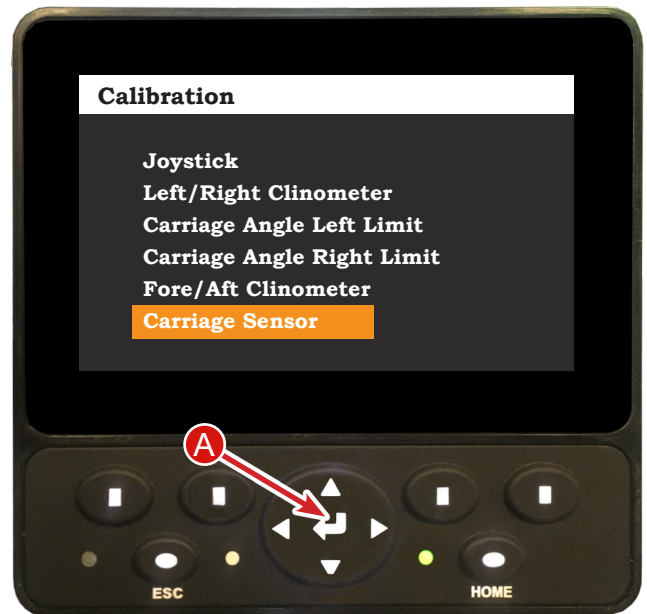 Calibration
Joystick
Left/Right Clinometer
Carriage Angle Left Limit
Carriage Angle Right Limit
Fore/Aft Clinometer
Carriage Sensor
A
ESC
HOME